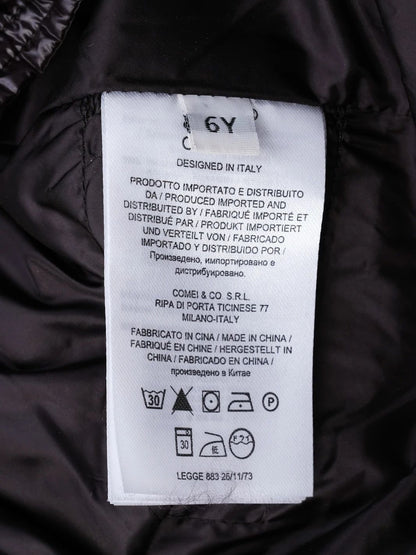 6Y
DESIGNED IN ITALY
PRODOTTO IMPORTATO E DISTRIBUITO
DA / PRODUCED IMPORTED AND
DISTRIBUTED BY / FABRIQUÉ IMPORTÉ ET
DISTRIBUÉ PAR / PRODUKT IMPORTIERT
UND VERTEILT VON / FABRICADO
IMPORTADO Y DISTRIBUIDO POR /
Произведено, импортировано и
дистрибуировано.
COMEI & CO S.R.L.
RIPA DI PORTA TICINESE 77
MILANO-ITALY
FABBRICATO IN CINA / MADE IN CHINA /
FABRIQUÉ EN CHINE / HERGESTELLT IN
CHINA / FABRICADO EN CHINA /
произведено в Китае
30 P
30
LEGGE 883 26/11/73